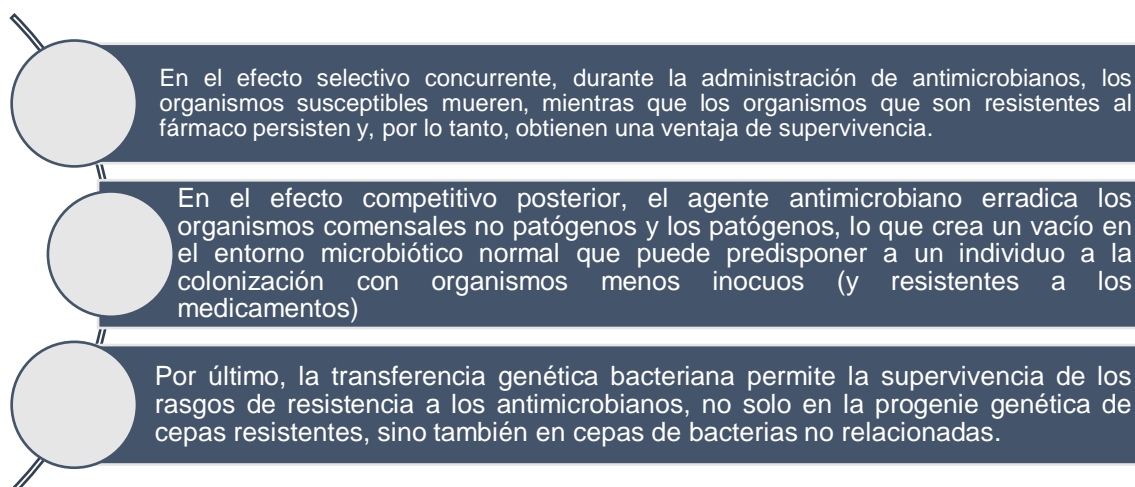 En el efecto selectivo concurrente, durante la administración de antimicrobianos, los
organismos susceptibles mueren, mientras que los organismos que son resistentes al
fármaco persisten y, por lo tanto, obtienen una ventaja de supervivencia.
En el efecto competitivo posterior, el agente antimicrobiano erradica los
organismos comensales no patógenos y los patógenos, lo que crea un vacío en
el entorno microbiótico normal que puede predisponer a un individuo a la
colonización con organismos menos inocuos (y resistentes a los
medicamentos)
Por último, la transferencia genética bacteriana permite la supervivencia de los
rasgos de resistencia a los antimicrobianos, no solo en la progenie genética de
cepas resistentes, sino también en cepas de bacterias no relacionadas.